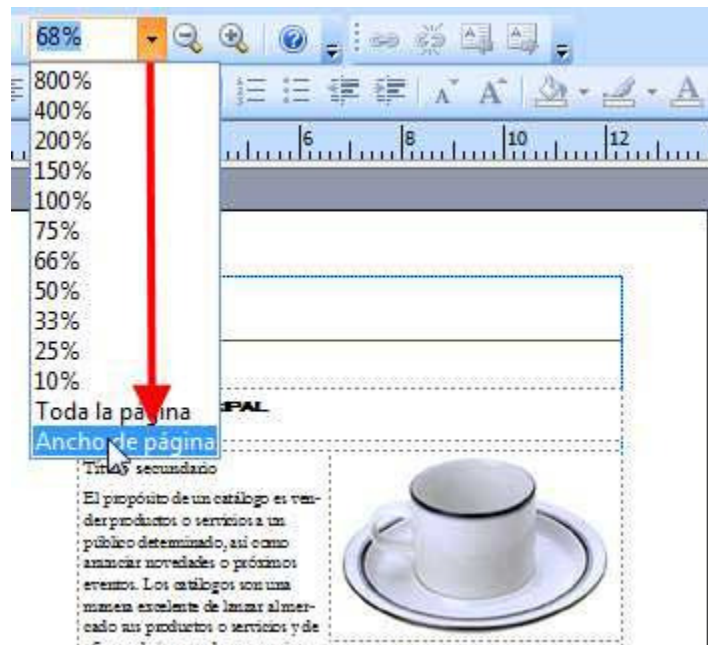 68%
800%
400%
200%
150%
100%
75%
66%
50%
33%
25%
10%
Toda la página
Ancho de página
6 8 10 12
IPAL
Título secundario
El propósito de un catálogo es ven-
der productos o servicios a un
público determinado, así como
anunciar novedades o próximos
eventos. Los catálogos son una
manera excelente de lanzar al mer-
cado sus productos o servicios y de